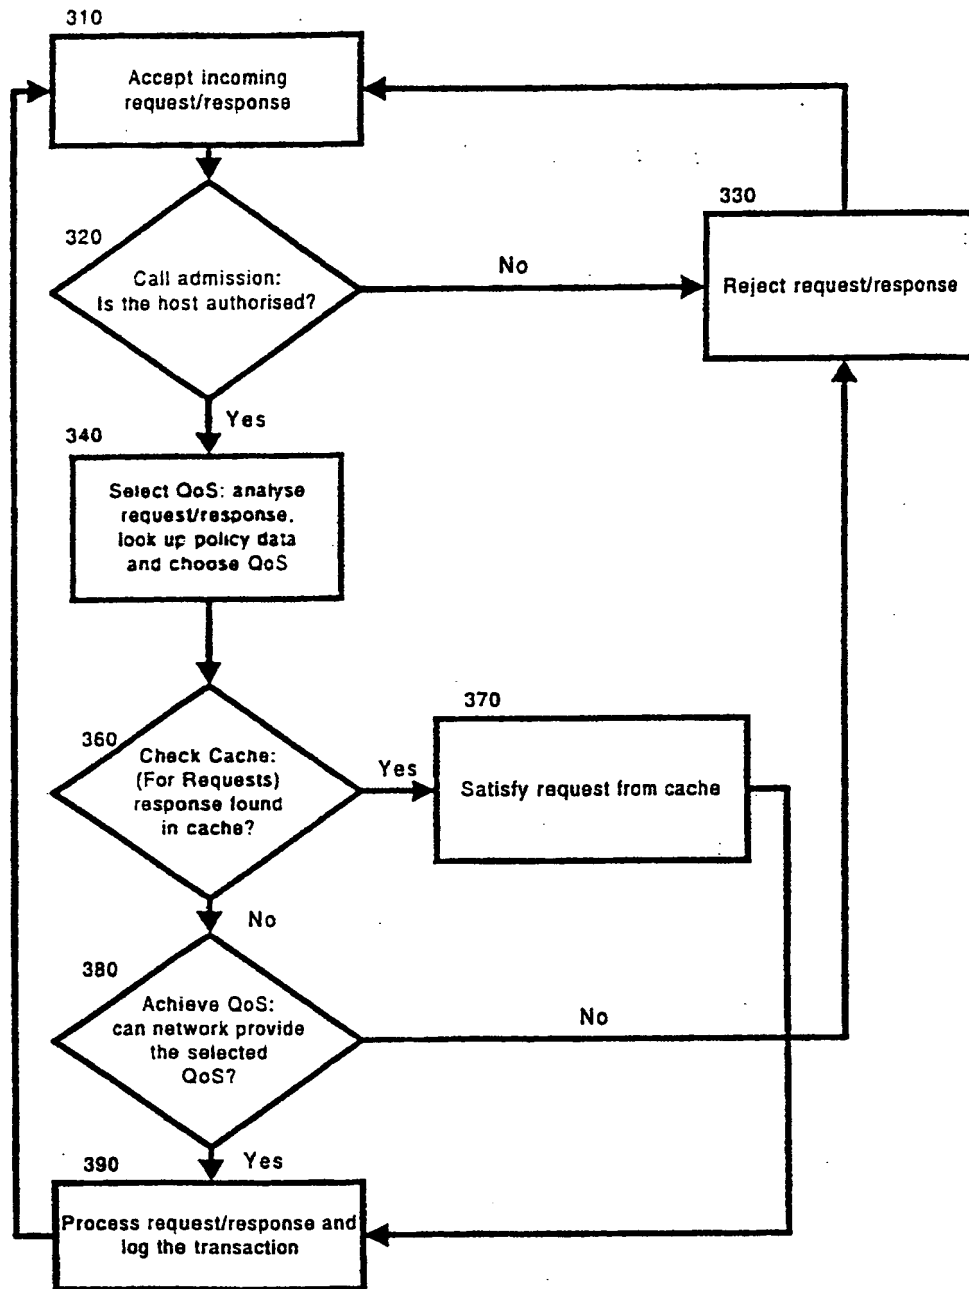 310
Accept incoming
request/response
320
Call admission:
Is the host authorised?
No
330
Reject request/response
Yes
340
Select QoS: analyse
request/response,
look up policy data
and choose QoS
360
Check Cache:
(For Requests)
response found
in cache?
Yes
370
Satisfy request from cache
No
380
Achieve QoS:
can network provide
the selected
QoS?
No
Yes
390
Process request/response and
log the transaction